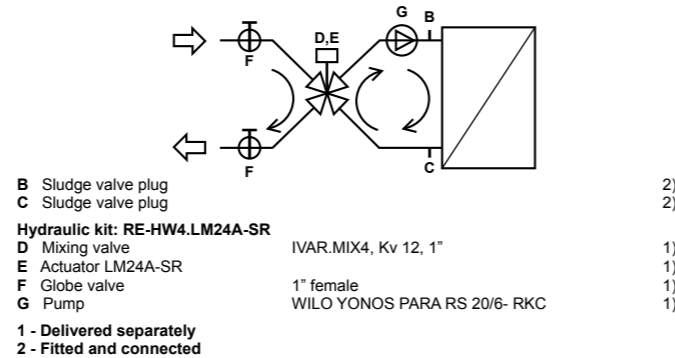 G
B
D,E
F
F
C
B Sludge valve plug 2)
C Sludge valve plug 2)
Hydraulic kit: RE-HW4.LM24A-SR
D Mixing valve IVAR.MIX4, Kv 12, 1” 1)
E Actuator LM24A-SR 1)
F Globe valve 1” female 1)
G Pump WILO YONOS PARA RS 20/6- RKC 1)
1 - Delivered separately
2 - Fitted and connected